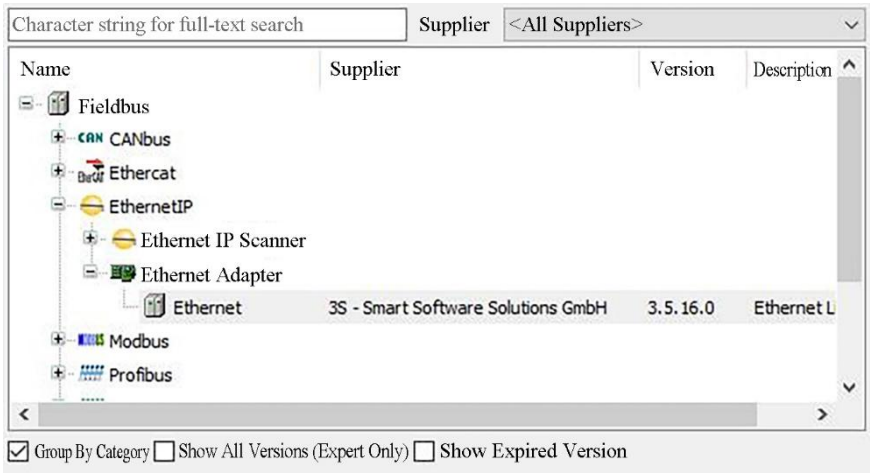 Character string for full-text search Supplier <All Suppliers>
Name Supplier Version Description
Fieldbus
CAN CANbus
Ethercat
EthernetIP
Ethernet IP Scanner
Ethernet Adapter
Ethernet 3S - Smart Software Solutions GmbH 3.5.16.0 Ethernet L
Modbus
Profibus
Group By Category Show All Versions (Expert Only) Show Expired Version